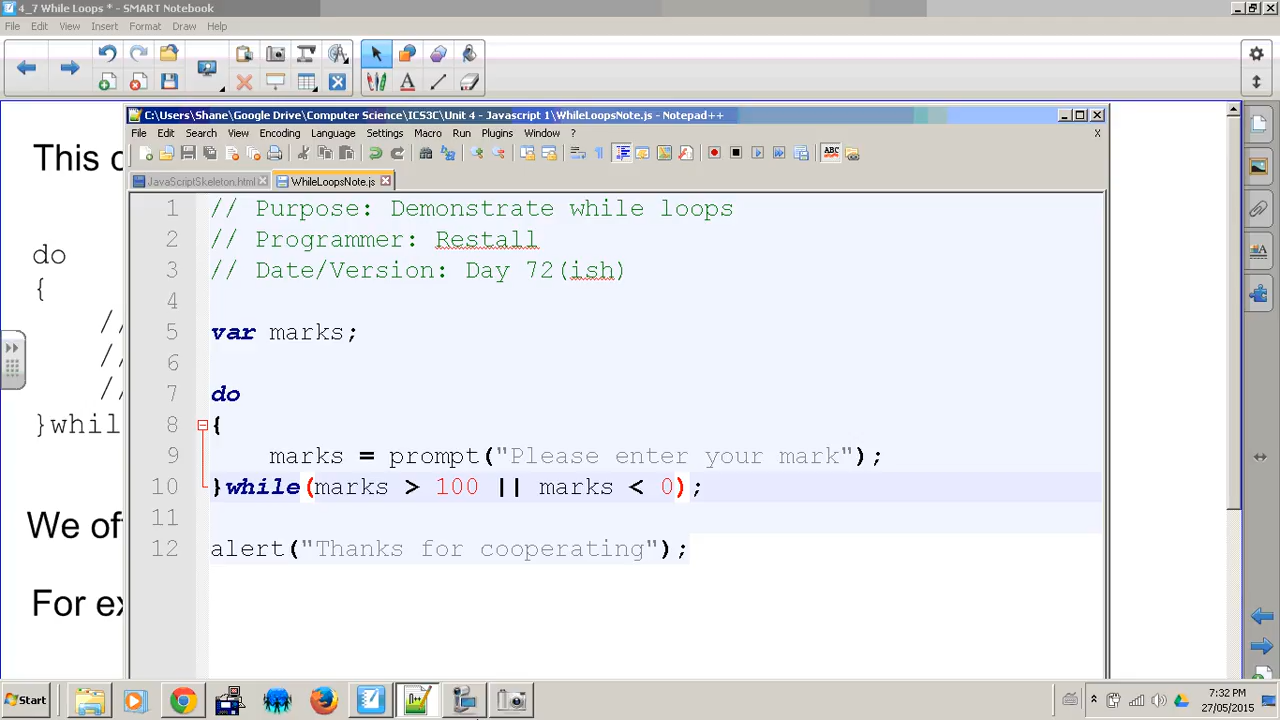 4_7 While Loops * - SMART Notebook
File Edit View Insert Format Draw Help
This
do
{
//
//
//
}whil
We of
For ex
C:\Users\Shane\Google Drive\Computer Science\ICS3C\Unit 4 - Javascript 1\WhileLoopsNote.js - Notepad++
File Edit Search View Encoding Language Settings Macro Run Plugins Window ? X
ABC
JavaScriptSkeleton.html WhileLoopsNote.js
1 // Purpose: Demonstrate while loops
2 // Programmer: Restall
3 // Date/Version: Day 72(ish)
4
5 var marks;
6
7 do
8 {
9 marks = prompt("Please enter your mark");
10 }while(marks > 100 || marks < 0);
11
12 alert("Thanks for cooperating");
Start
7:32 PM
27/05/2015